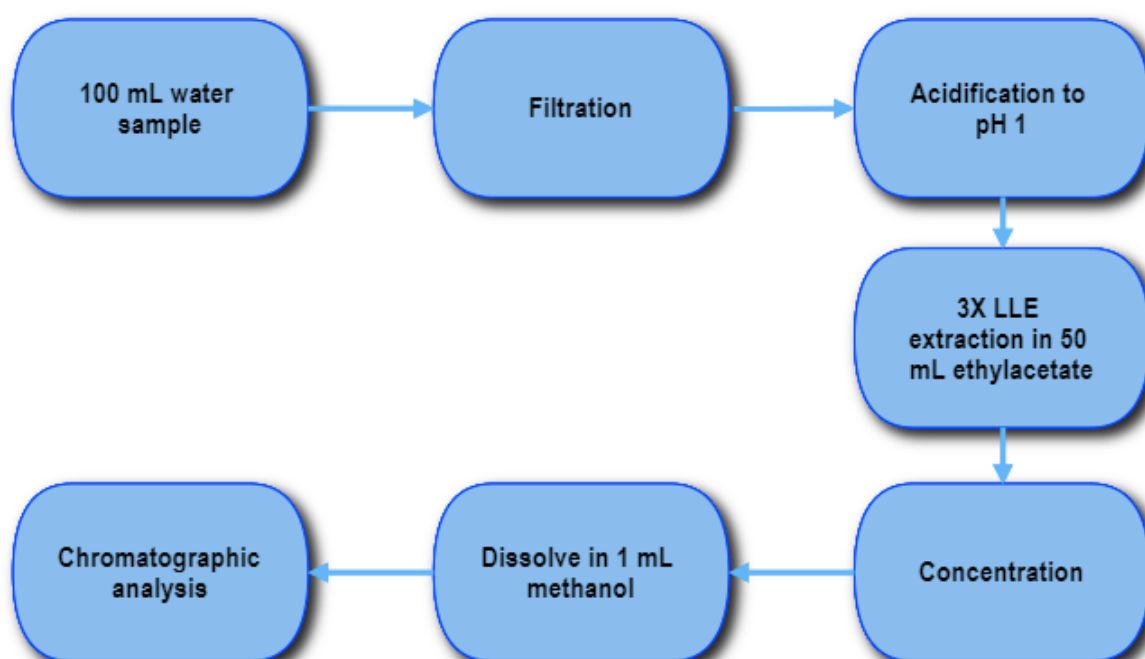 100 mL water
sample
Filtration
Acidification to
pH 1
3X LLE
extraction in 50
mL ethylacetate
Concentration
Dissolve in 1 mL
methanol
Chromatographic
analysis